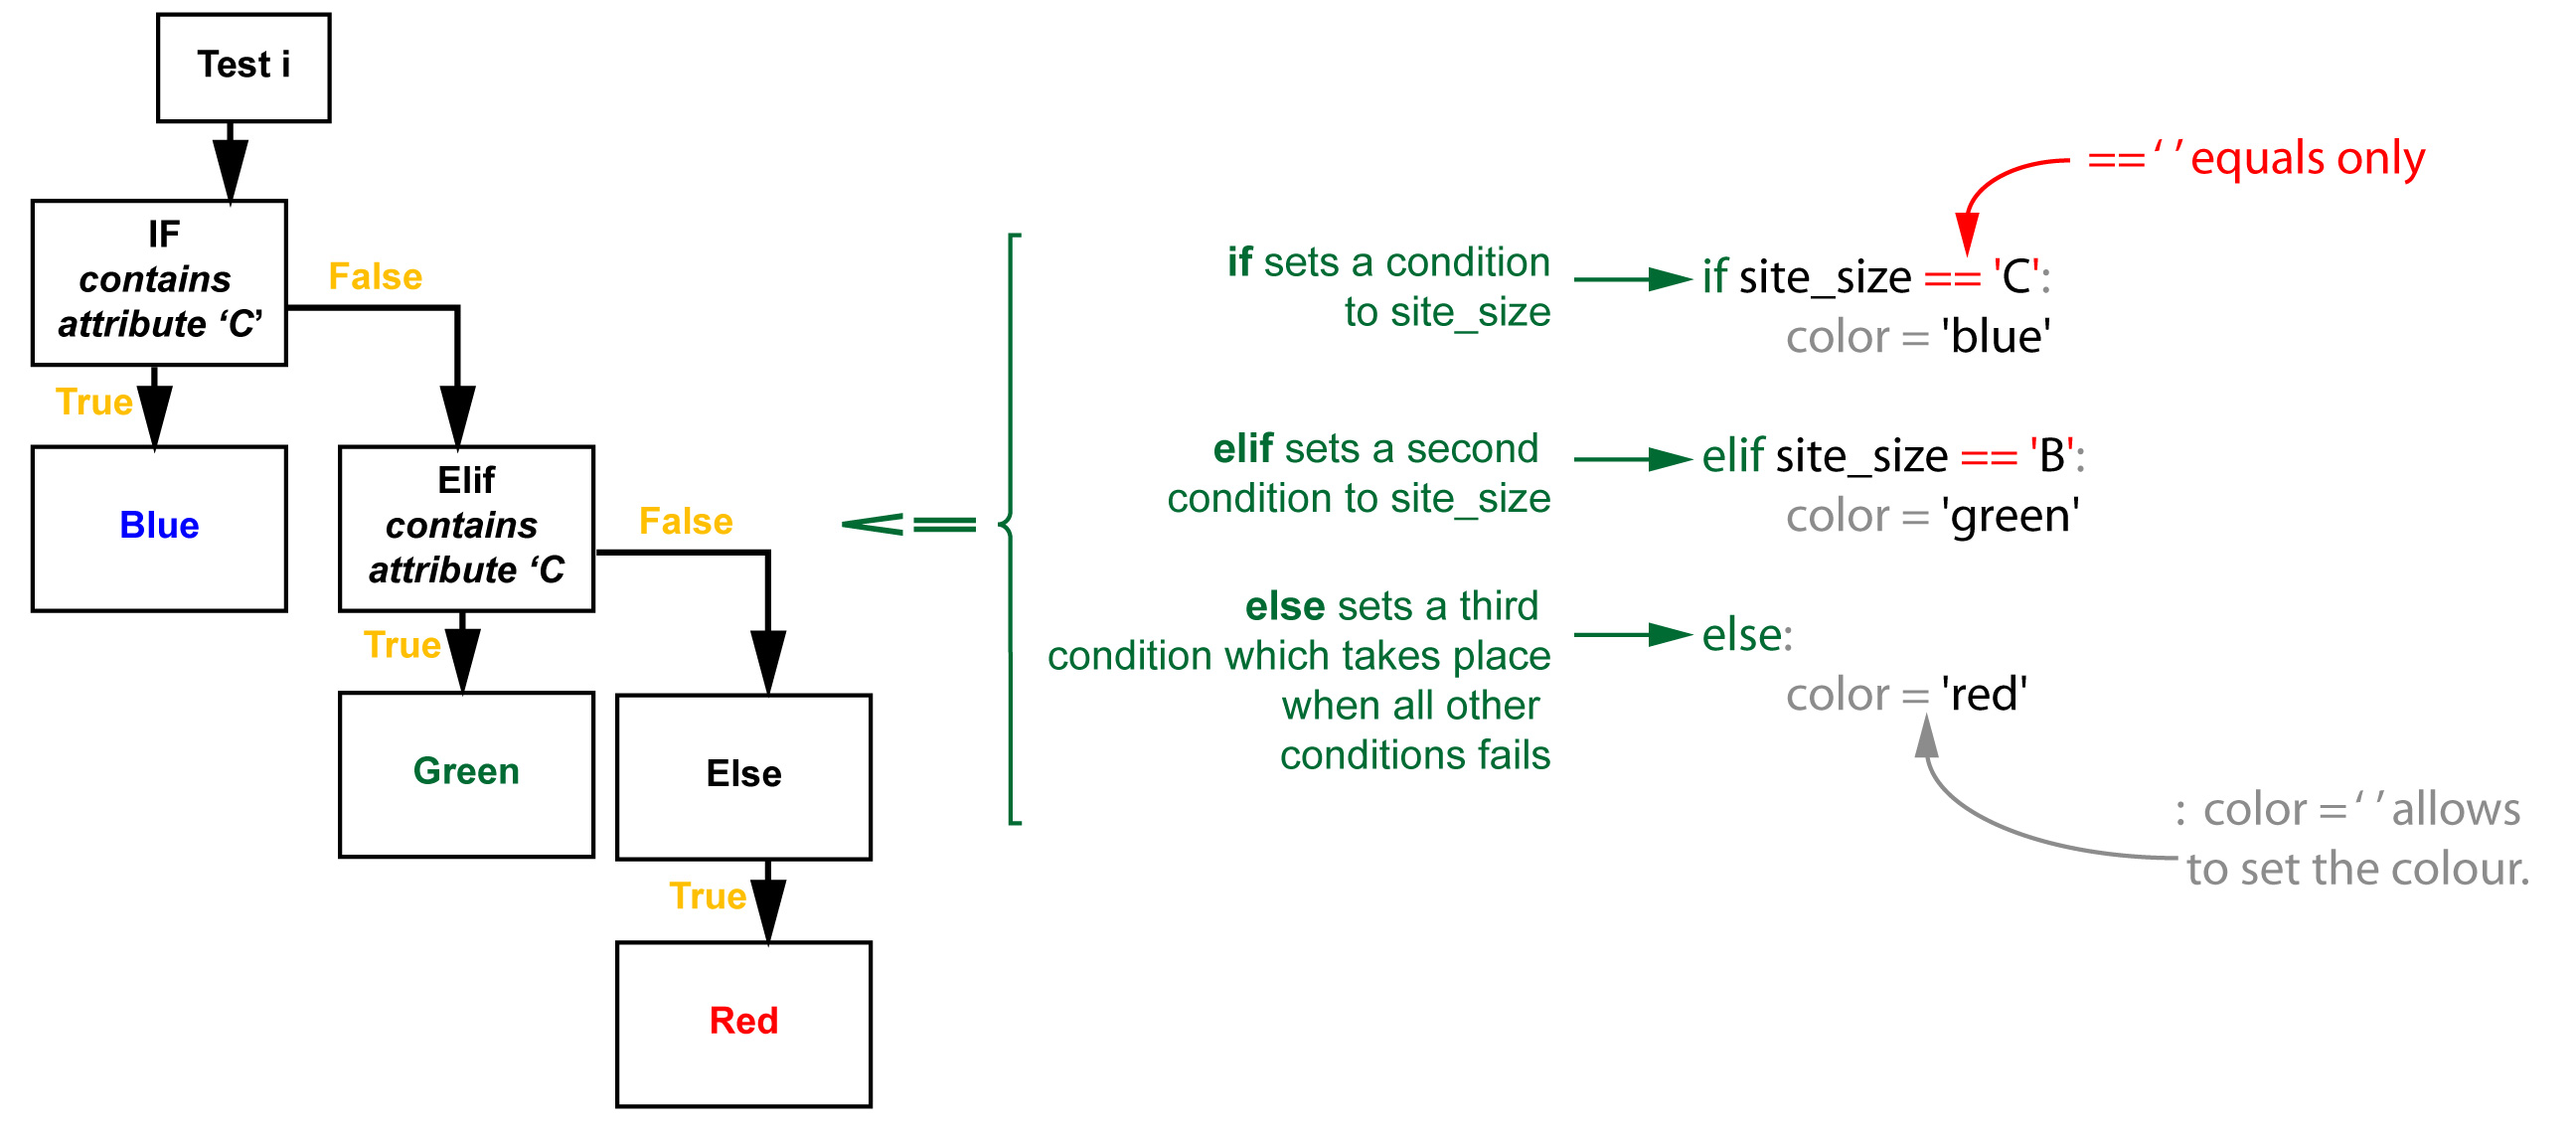 Test i
IF
contains
attribute ‘C’
False
True
Blue
Elif
contains
attribute ‘C
False
True
Green
Else
True
Red
if sets a condition
to site_size
elif sets a second
condition to site_size
else sets a third
condition which takes place
when all other
conditions fails
== ‘ ’ equals only
if site_size == 'C':
color = 'blue'
elif site_size == 'B':
color = 'green'
else:
color = 'red'
: color = ‘ ’ allows
to set the colour.